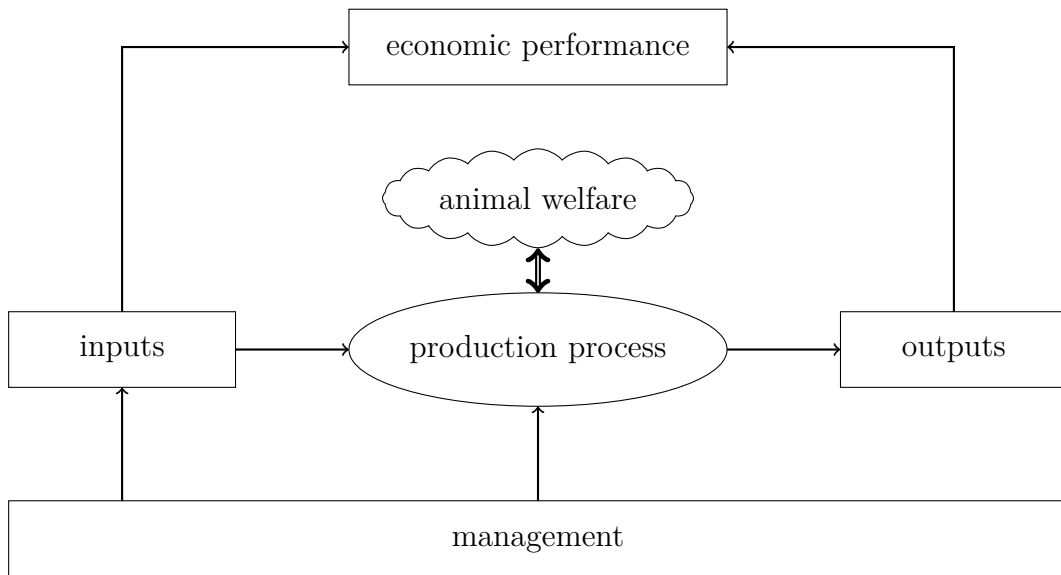 economic performance
animal welfare
inputs
production process
outputs
management